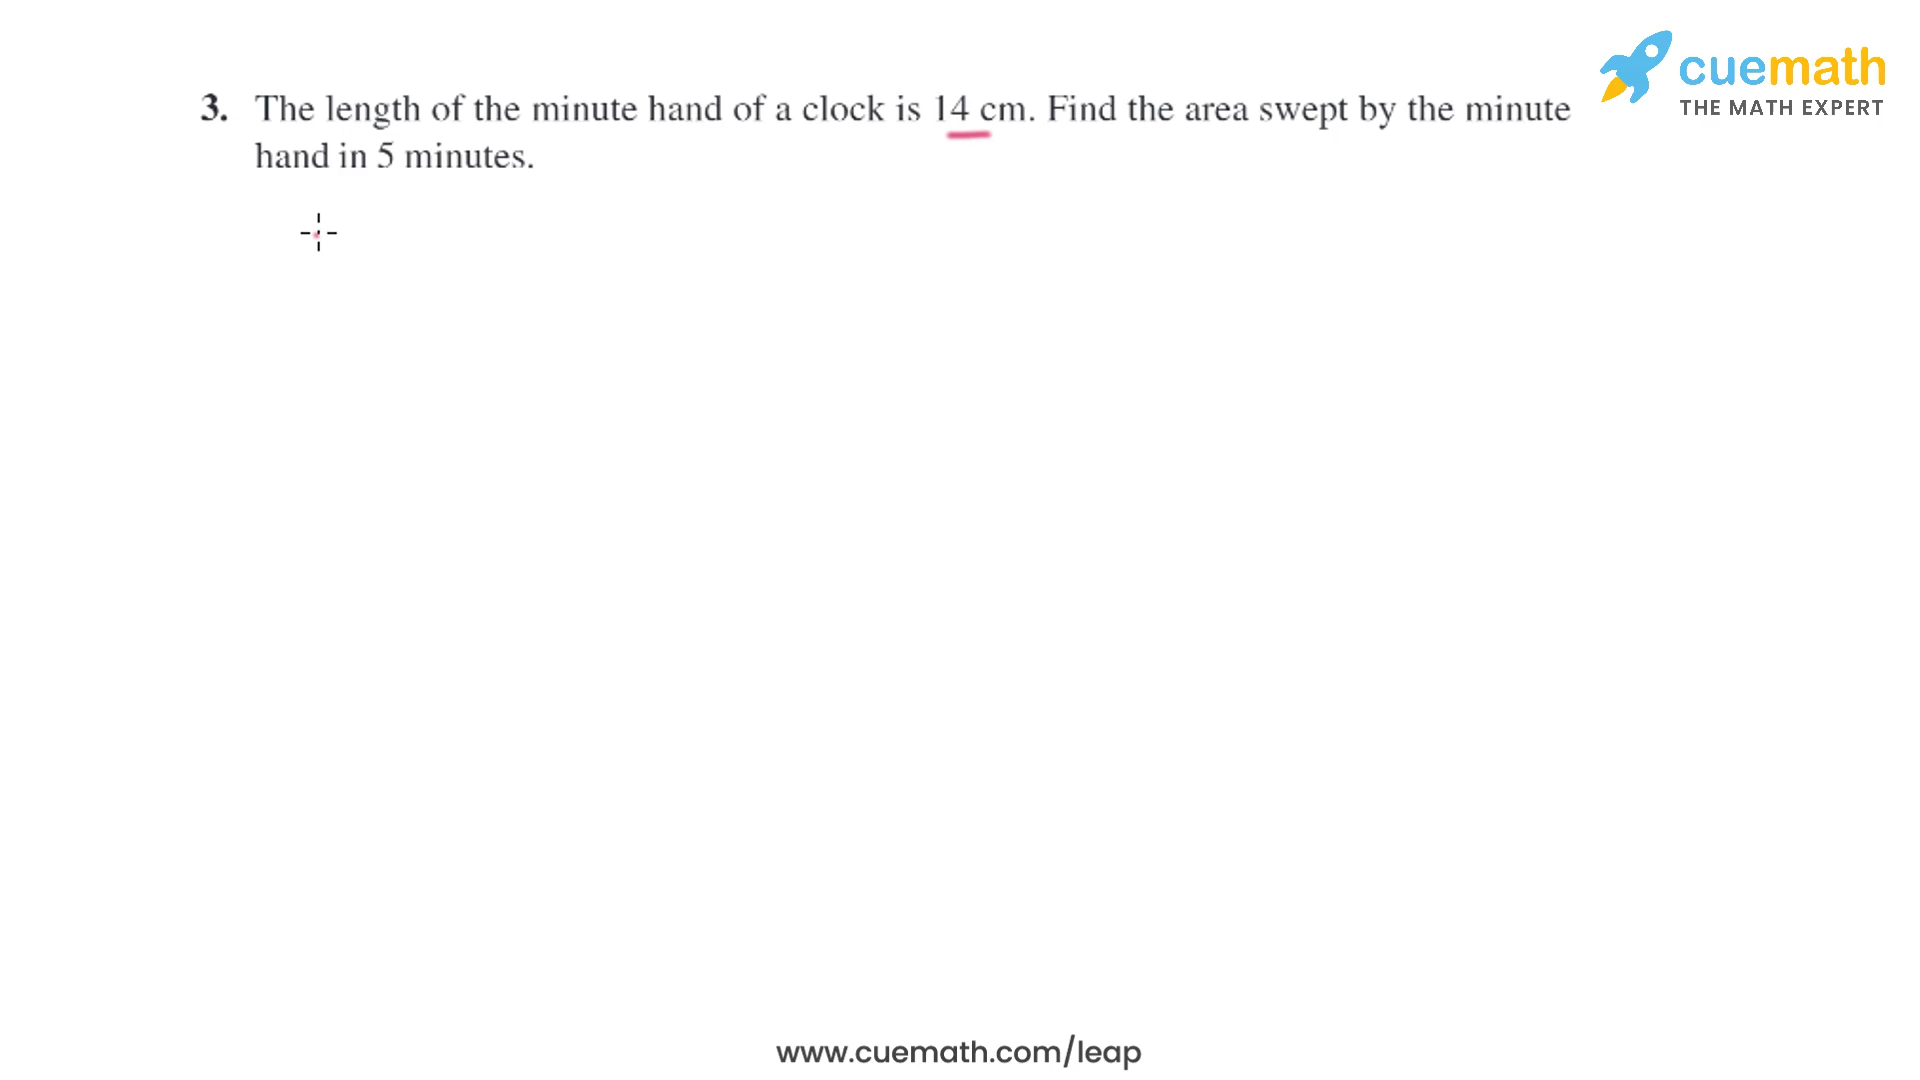 3. The length of the minute hand of a clock is 14 cm. Find the area swept by the minute
hand in 5 minutes.
cuemath
THE MATH EXPERT
www.cuemath.com/leap